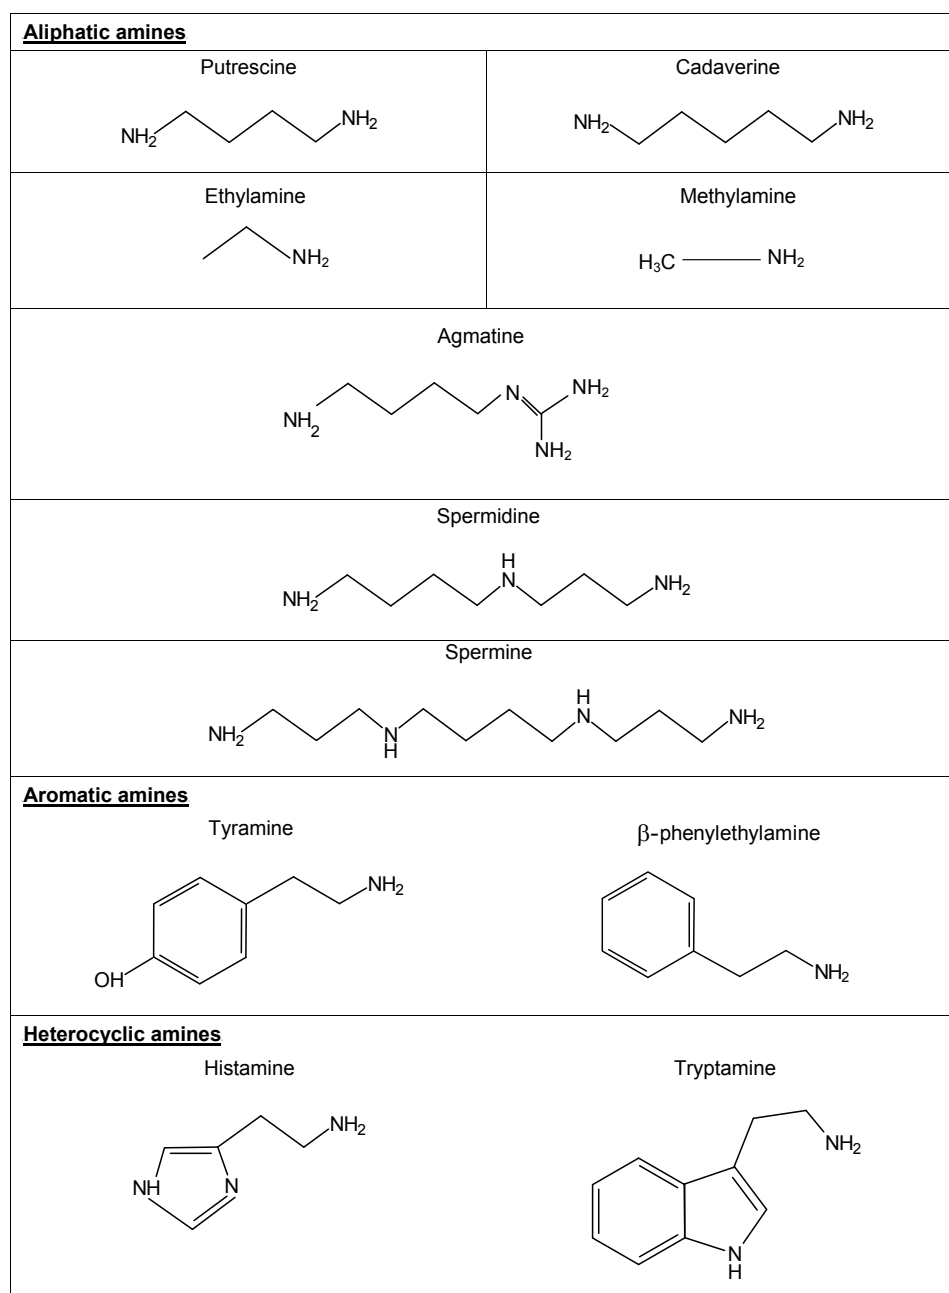 Aliphatic amines
Putrescine
Cadaverine
NH2
NH2
NH2
NH2
Ethylamine
Methylamine
NH2
H3C
NH2
Agmatine
N
NH2
NH2
NH2
Spermidine
H
N
NH2
NH2
Spermine
H
N
NH2
NH2
N
H
Aromatic amines
Tyramine
β-phenylethylamine
NH2
OH
NH2
Heterocyclic amines
Histamine
Tryptamine
NH2
NH2
NH
N
N
H